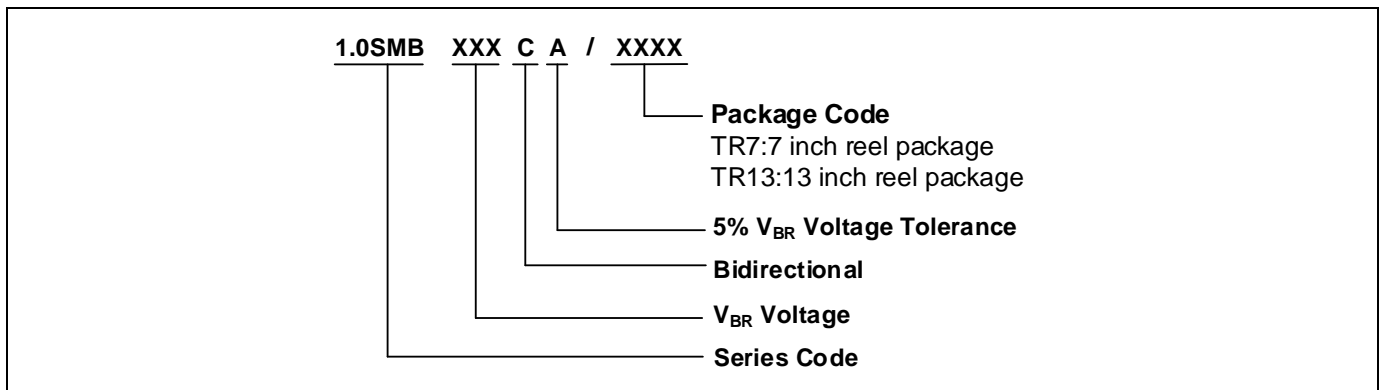 1.0SMB XXX C A / XXXX
Package Code
TR7:7 inch reel package
TR13:13 inch reel package
5% VBR Voltage Tolerance
Bidirectional
VBR Voltage
Series Code